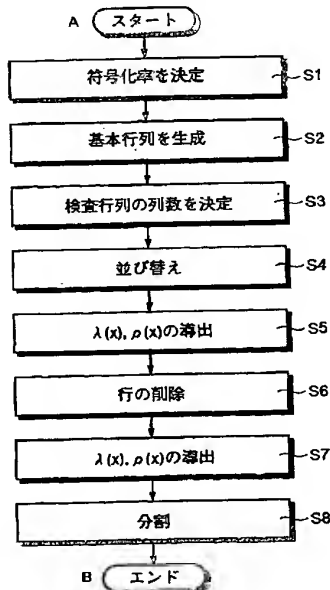 A スタート
符号化率を決定 S1
基本行列を生成 S2
検査行列の列数を決定 S3
並び替え S4
λ(x), ρ(x)の導出 S5
行の削除 S6
λ(x), ρ(x)の導出 S7
分割 S8
B エンド